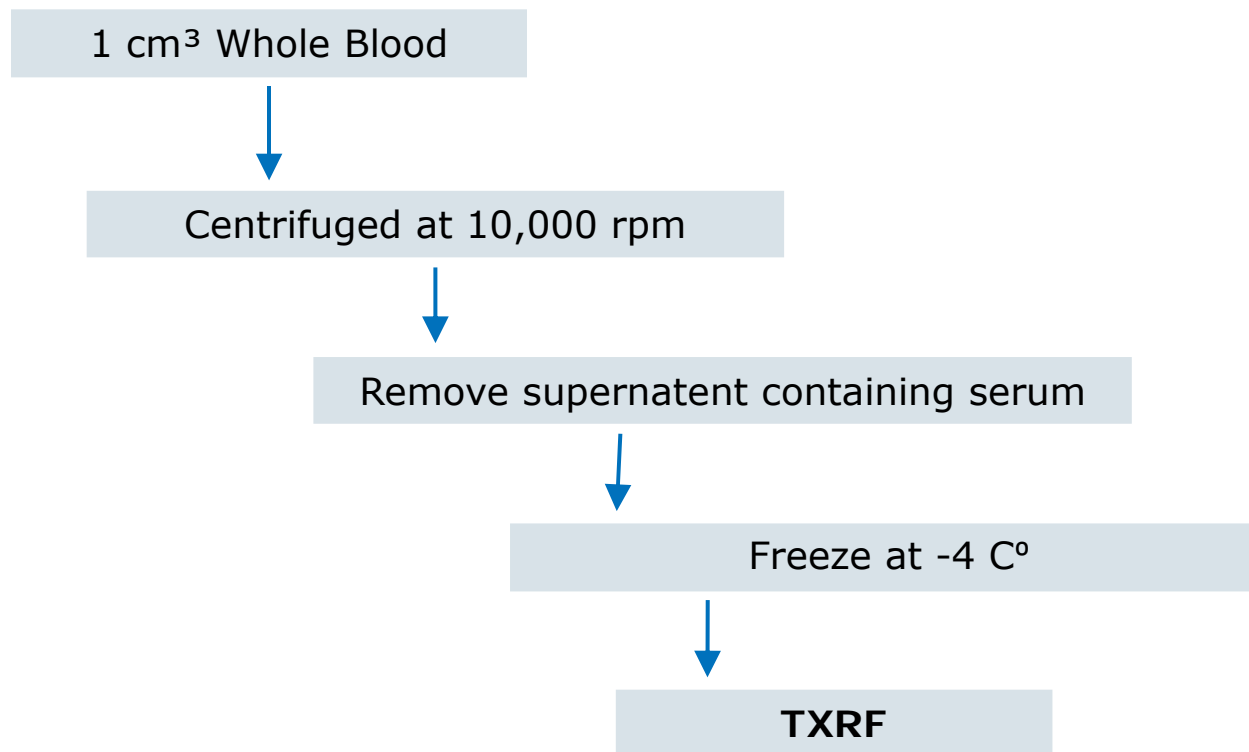 1 cm³ Whole Blood
Centrifuged at 10,000 rpm
Remove supernatent containing serum
Freeze at -4 Cº
TXRF